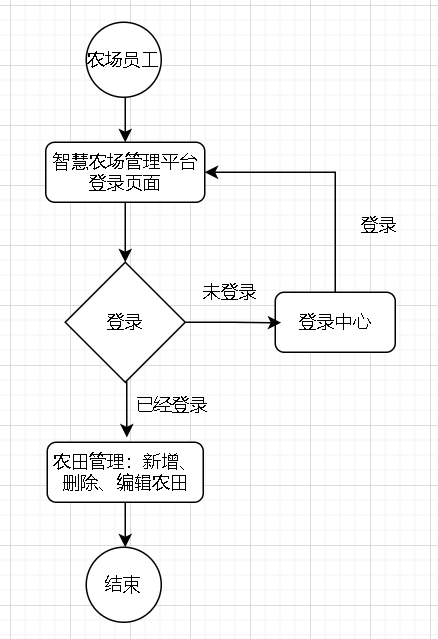 农场员工
智慧农场管理平台
登录页面
登录
未登录
登录
登录中心
已经登录
农田管理：新增、
删除、编辑农田
结束